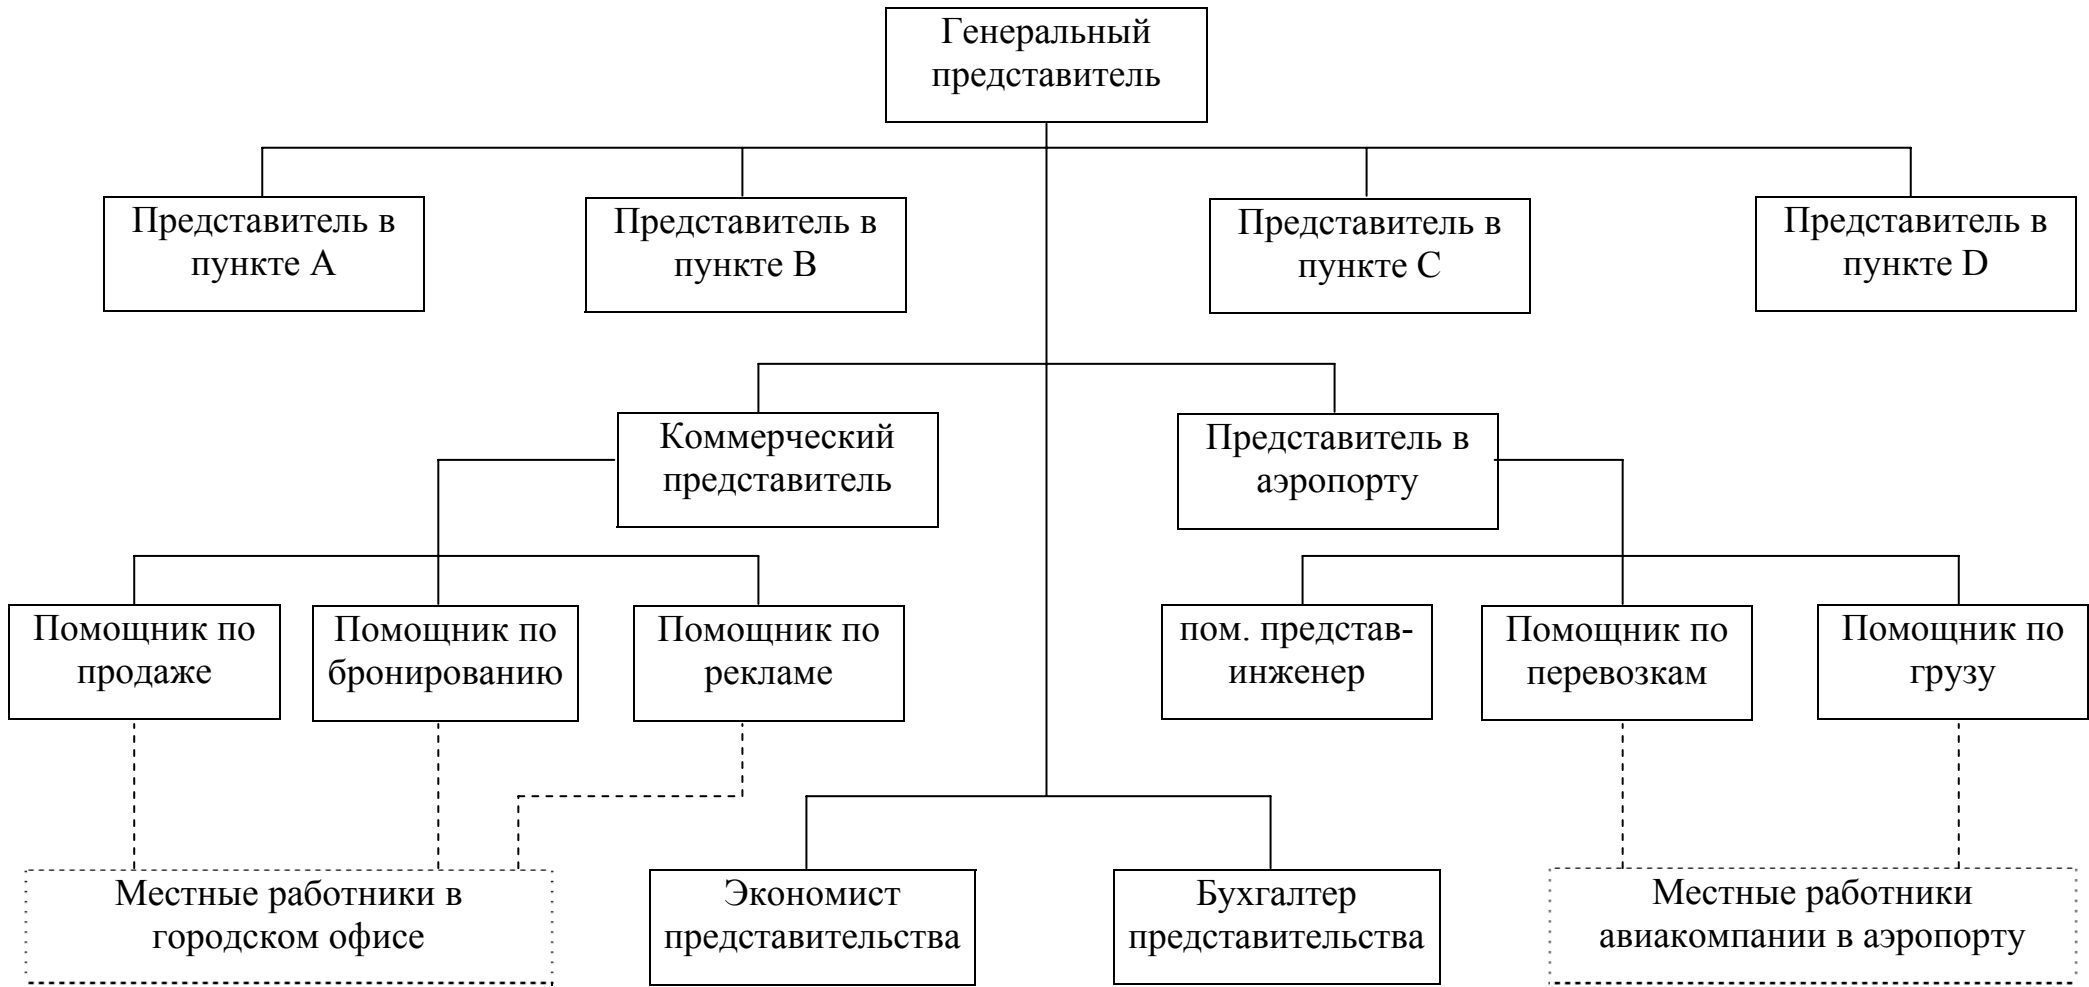 Генеральный
представитель
Представитель в
пункте A
Представитель в
пункте B
Представитель в
пункте C
Представитель в
пункте D
Коммерческий
представитель
Представитель в
аэропорту
Помощник по
продаже
Помощник по
бронированию
Помощник по
рекламе
пом. представ-
инженер
Помощник по
перевозкам
Помощник по
грузу
Местные работники в
городском офисе
Экономист
представительства
Бухгалтер
представительства
Местные работники
авиакомпании в аэропорту